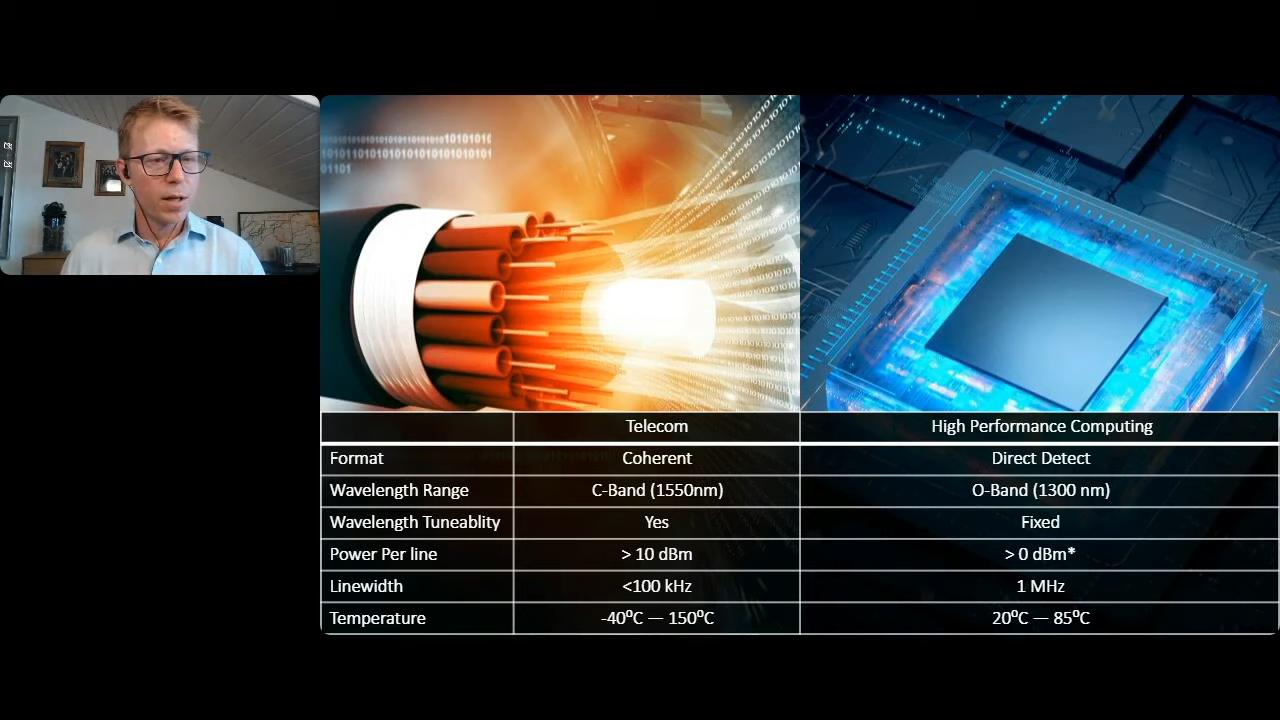 Telecom High Performance Computing
Format Coherent Direct Detect
Wavelength Range C-Band (1550nm) O-Band (1300 nm)
Wavelength Tuneablity Yes Fixed
Power Per line > 10 dBm > 0 dBm*
Linewidth <100 kHz 1 MHz
Temperature -40⁰C — 150⁰C 20⁰C — 85⁰C